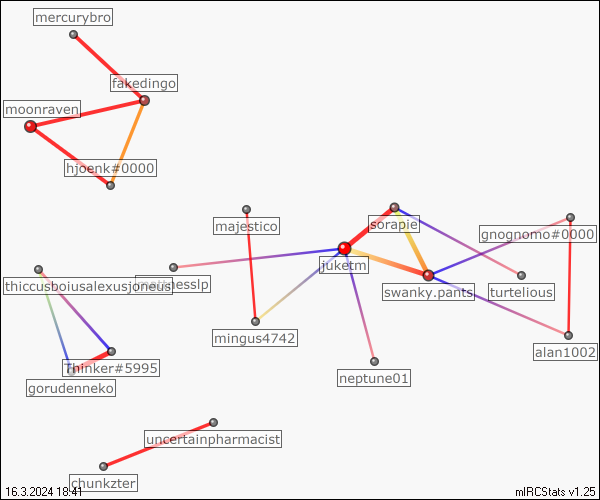 mercurybro
fakedingo
moonraven
hjoenk#0000
majestico
sorapie
gnognomo#0000
juketm
thiccusboiusalexusjoneus
nesslp
swanky.pants
turtelious
mingus4742
alan1002
Thinker#5995
neptune01
gorudenneko
uncertainpharmacist
chunkzter
16.3.2024 18:41
mIRCStats v1.25